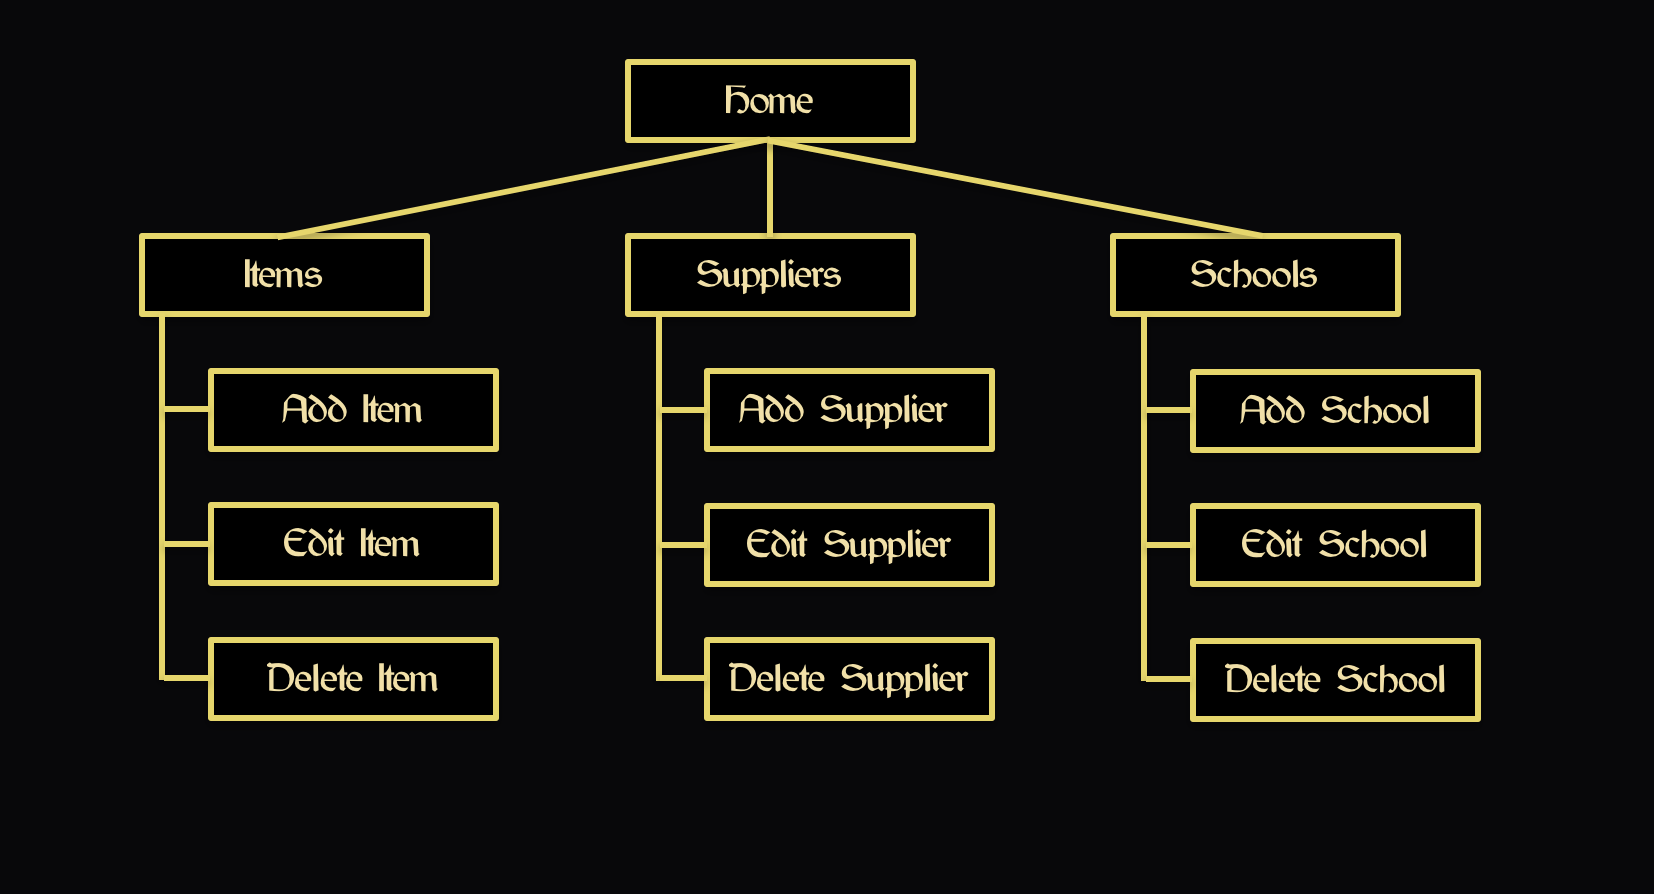 Home
Items
Suppliers
Schools
Add Item
Add Supplier
Add School
Edit Item
Edit Supplier
Edit School
Delete Item
Delete Supplier
Delete School